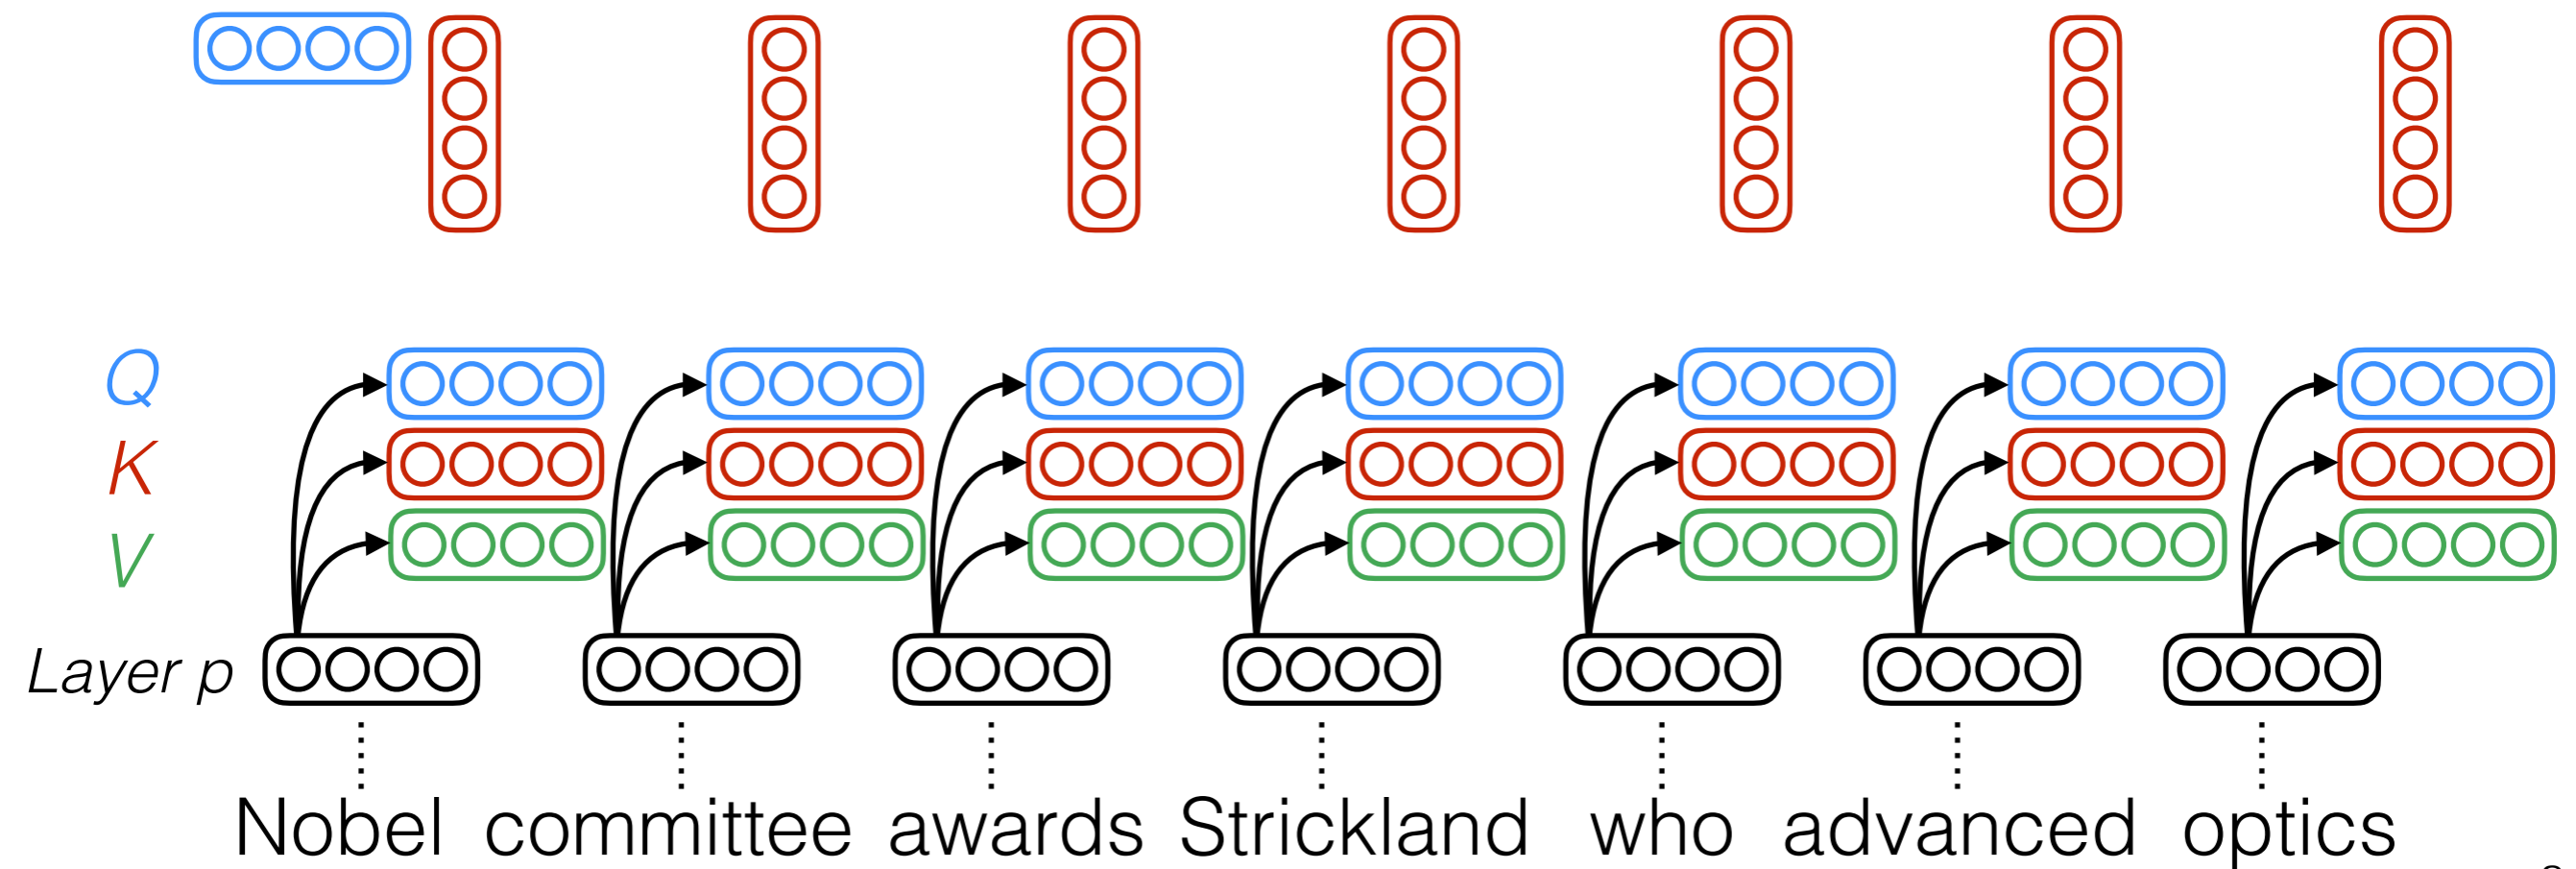 Q
K
V
Layer p
Nobel committee awards Strickland who advanced optics